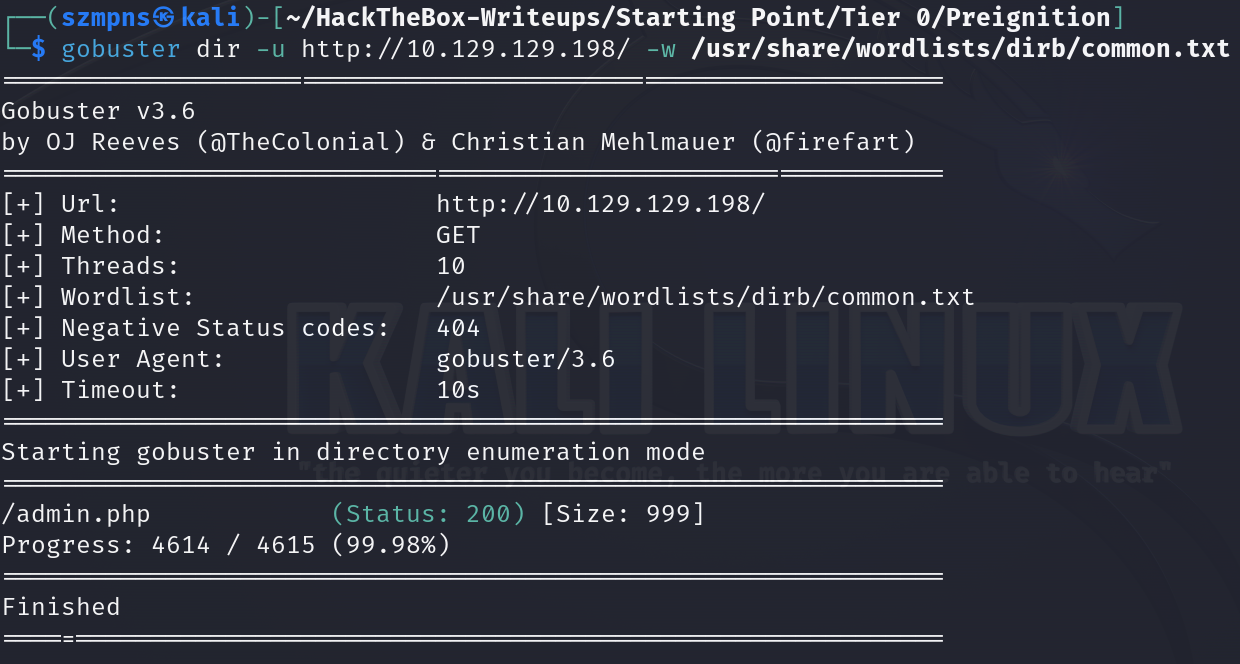 ┌──(szmpns㉿kali)-[~/HackTheBox-Writeups/Starting Point/Tier 0/Preignition]
└─$ gobuster dir -u http://10.129.129.198/ -w /usr/share/wordlists/dirb/common.txt
===============================================================
Gobuster v3.6
by OJ Reeves (@TheColonial) & Christian Mehlmauer (@firefart)
===============================================================
[+] Url:                     http://10.129.129.198/
[+] Method:                  GET
[+] Threads:                 10
[+] Wordlist:                /usr/share/wordlists/dirb/common.txt
[+] Negative Status codes:   404
[+] User Agent:              gobuster/3.6
[+] Timeout:                 10s
===============================================================
Starting gobuster in directory enumeration mode
===============================================================
/admin.php            (Status: 200) [Size: 999]
Progress: 4614 / 4615 (99.98%)
===============================================================
Finished
===============================================================
KALI LINUX
"the quieter you become, the more you are able to hear"